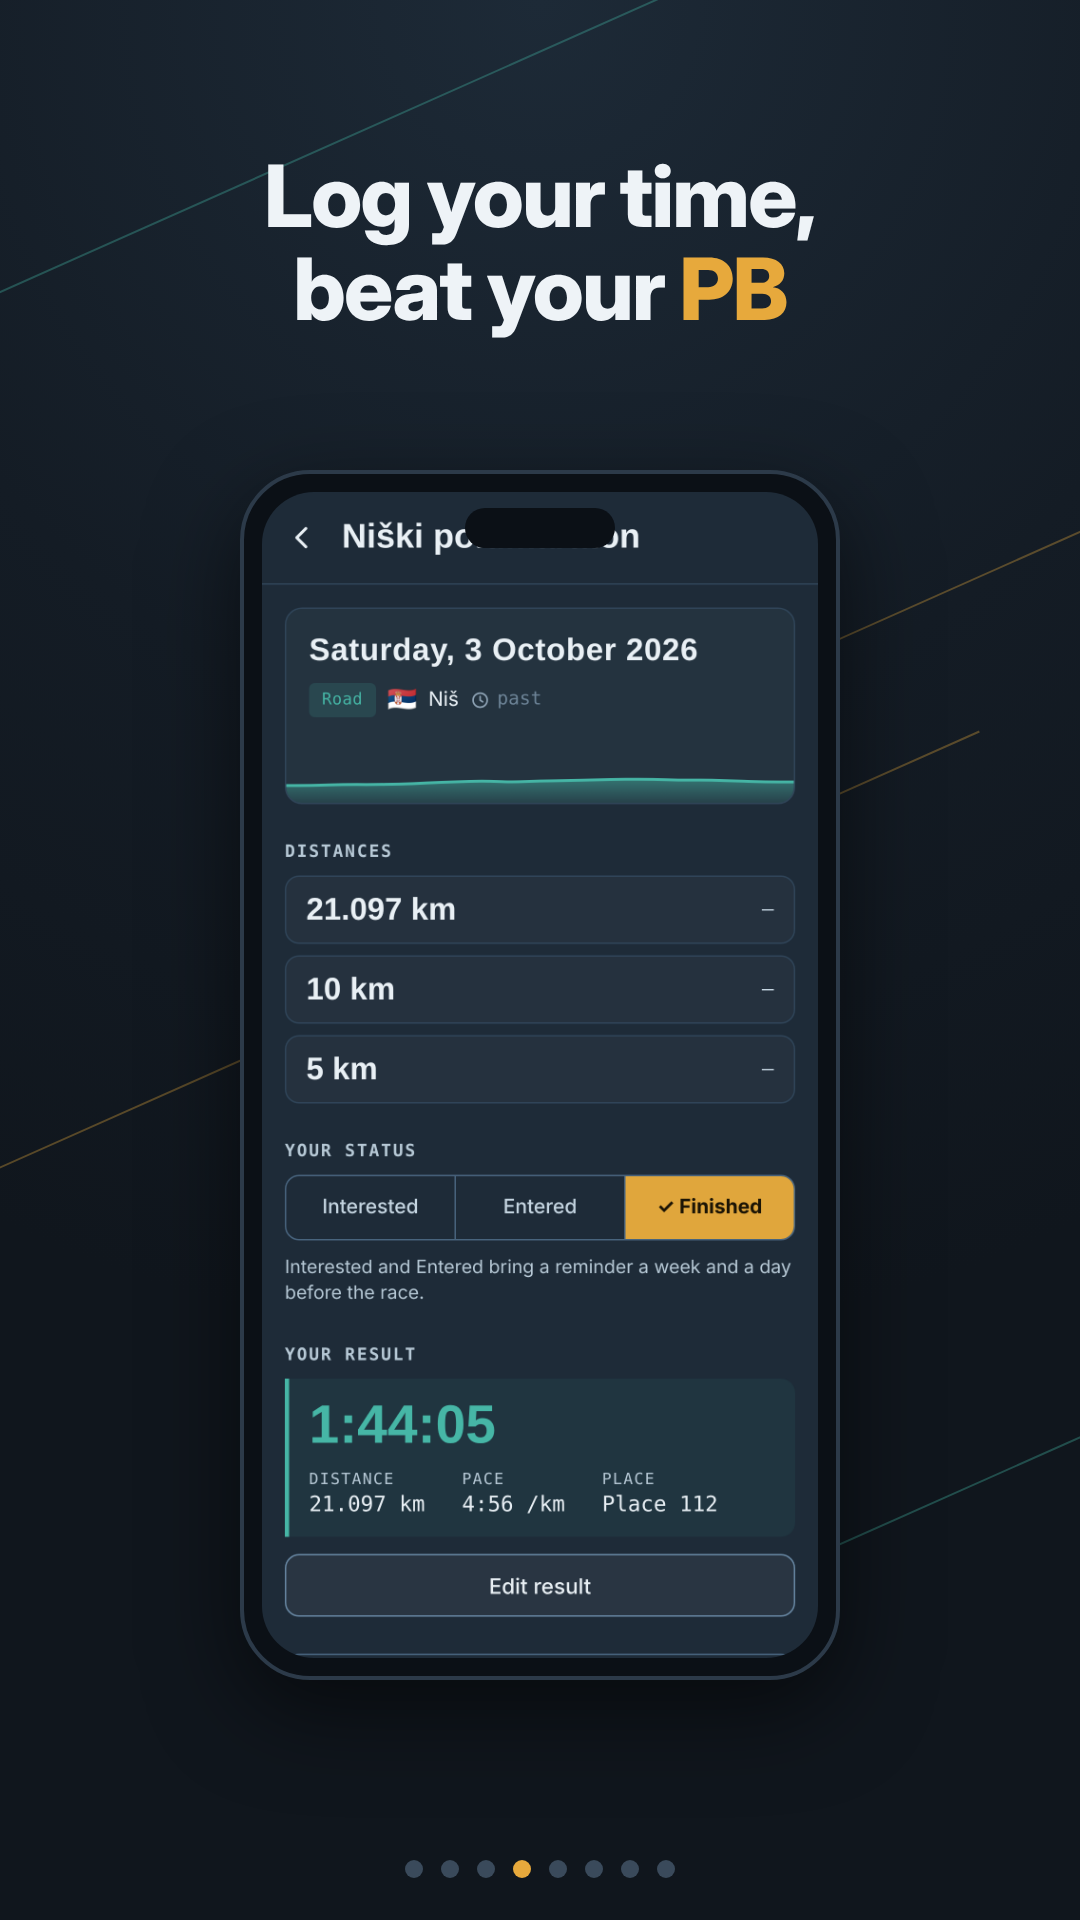 Log your time,
beat your PB
Niški
Saturday, 3 October 2026
Road Niš past
DISTANCES
21.097 km –
10 km –
5 km –
YOUR STATUS
Interested Entered ✓ Finished
Interested and Entered bring a reminder a week and a day
before the race.
YOUR RESULT
1:44:05
DISTANCE PACE PLACE
21.097 km 4:56 /km Place 112
Edit result